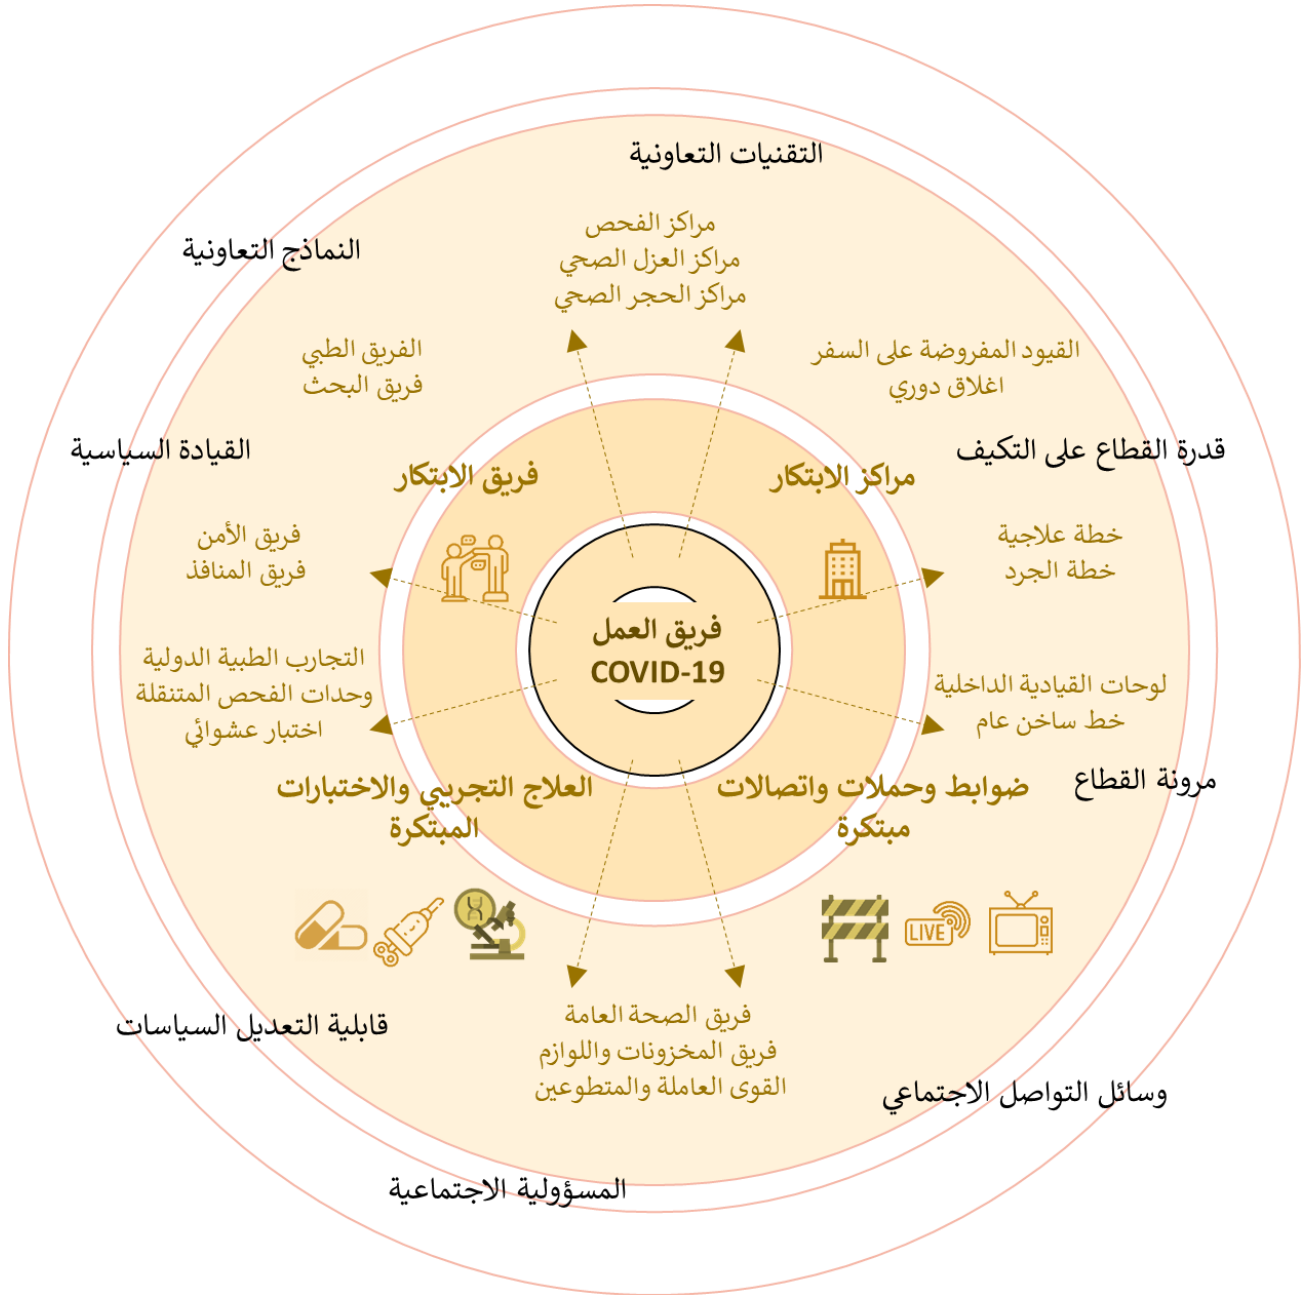 التقنيات التعاونية
مراكز الفحص
مراكز العزل الصحي
مراكز الحجر الصحي
النماذج التعاونية
القيود المفروضة على السفر
اغلاق دوري
الفريق الطبي
فريق البحث
قدرة القطاع على التكيف
القيادة السياسية
مراكز الابتكار
فريق الابتكار
خطة علاجية
خطة الجرد
فريق الأمن
فريق المنافذ
فريق العمل
COVID-19
لوحات القيادية الداخلية
خط ساخن عام
التجارب الطبية الدولية
وحدات الفحص المتنقلة
اختبار عشوائي
مرونة القطاع
ضوابط وحملات واتصالات
مبتكرة
العلاج التجريبي والاختبارات
المبتكرة
LIVE
فريق الصحة العامة
فريق المخزونات واللوازم
القوى العاملة والمتطوعين
قابلية التعديل السياسات
وسائل التواصل الاجتماعي
المسؤولية الاجتماعية